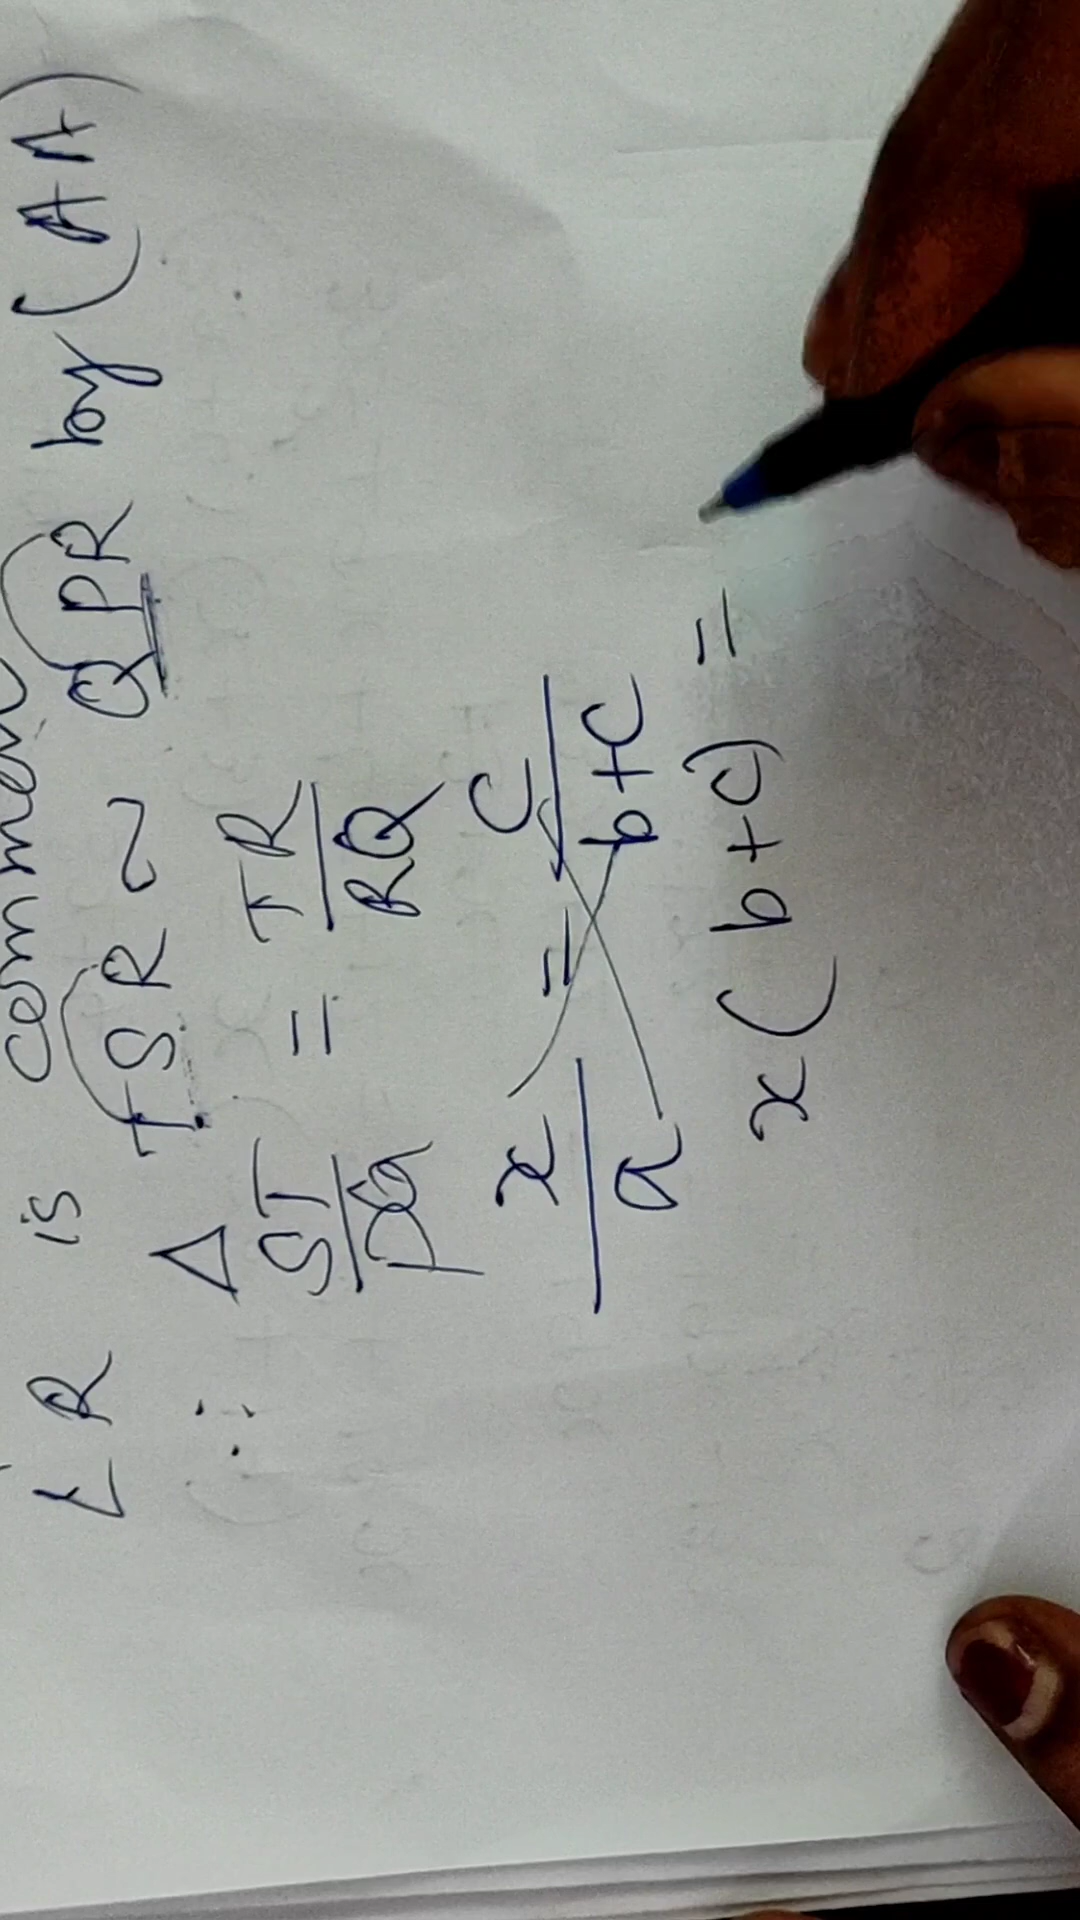 ∠R is common
∴ △TSR ~ QPR by (AA)
ST/PQ = TR/RQ
x/a = c/b+c
x(b+c) =